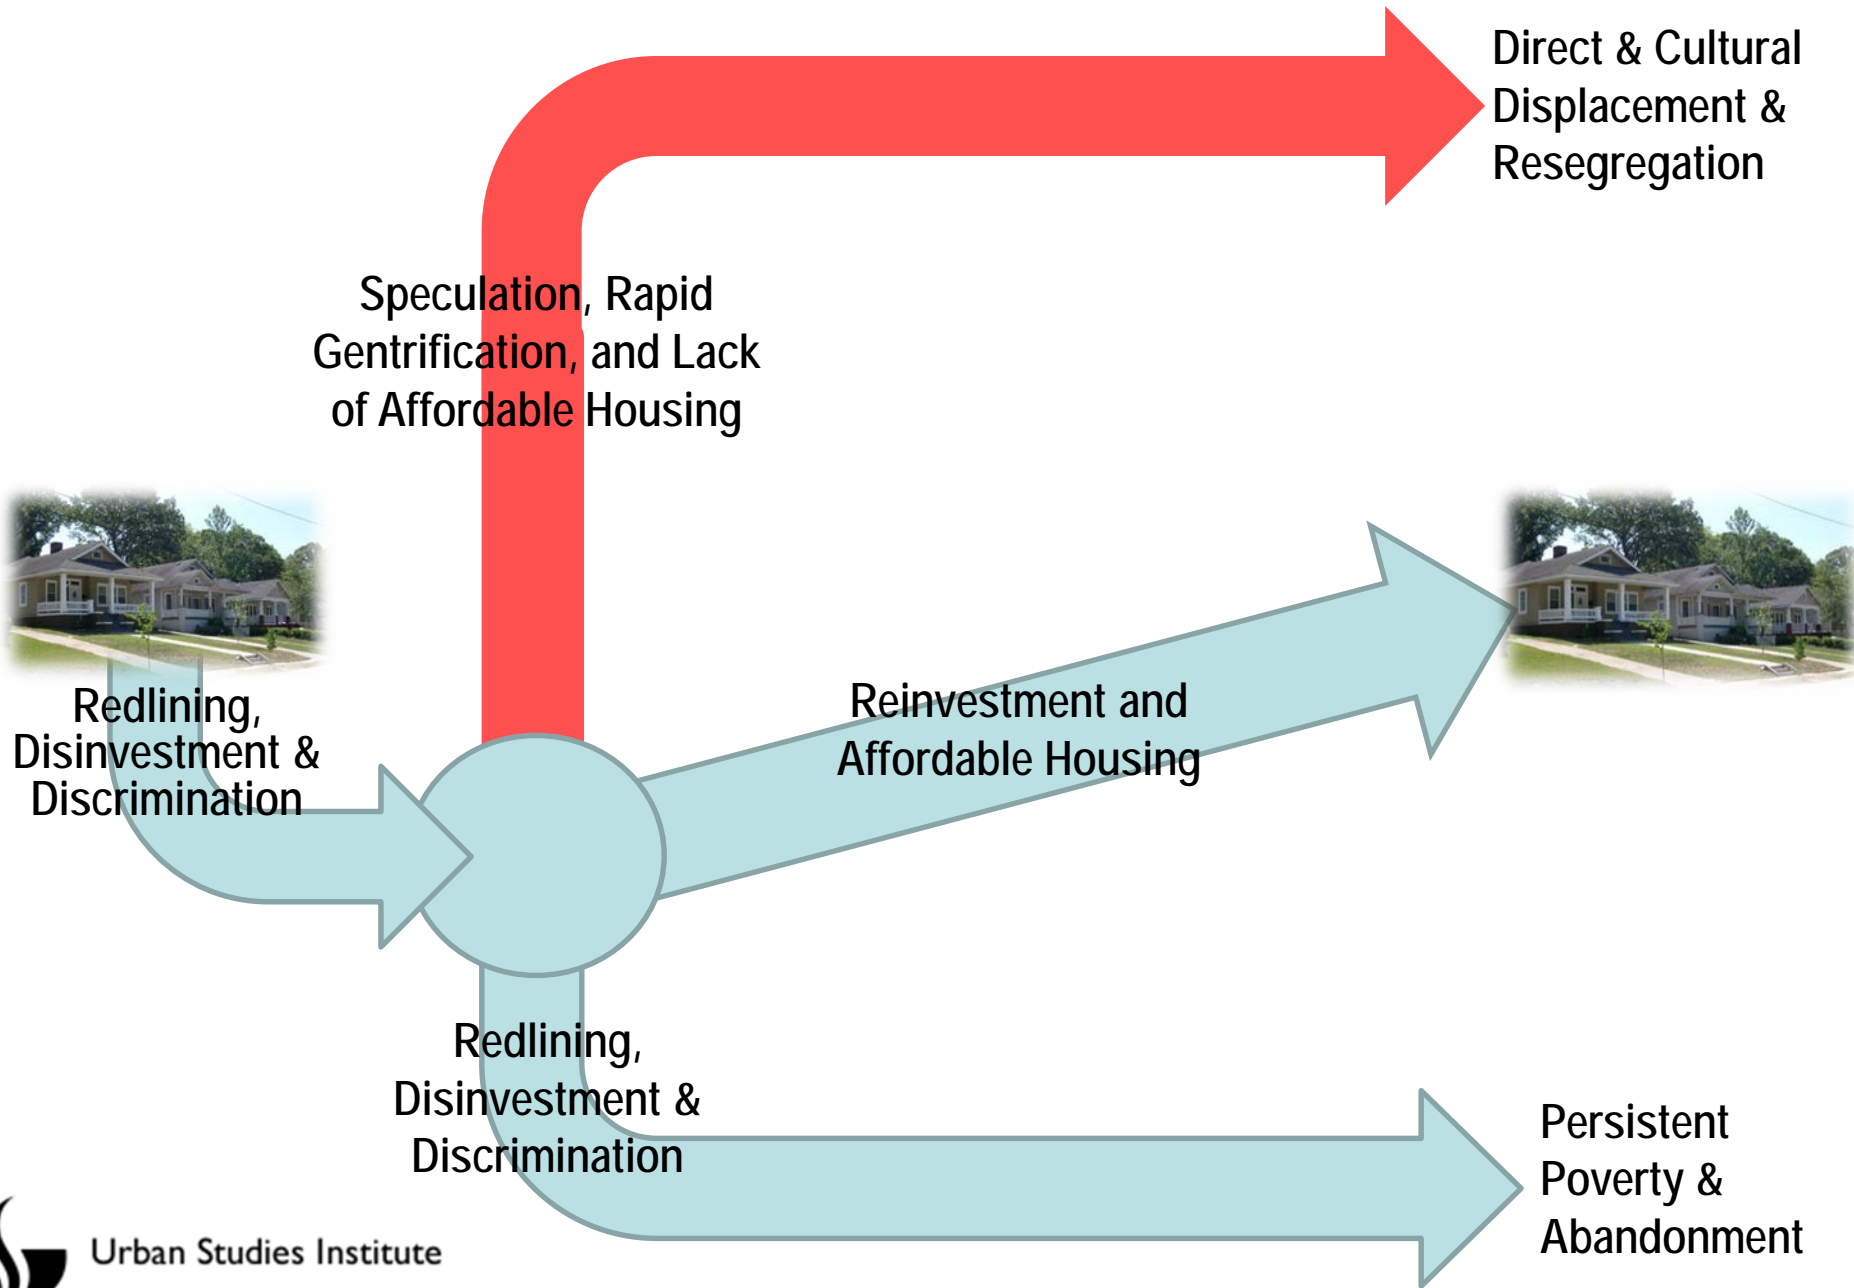 Direct & Cultural
Displacement &
Resegregation
Speculation, Rapid
Gentrification, and Lack
of Affordable Housing
Redlining,
Disinvestment &
Discrimination
Reinvestment and
Affordable Housing
Redlining,
Disinvestment &
Discrimination
Persistent
Poverty &
Abandonment
Urban Studies Institute